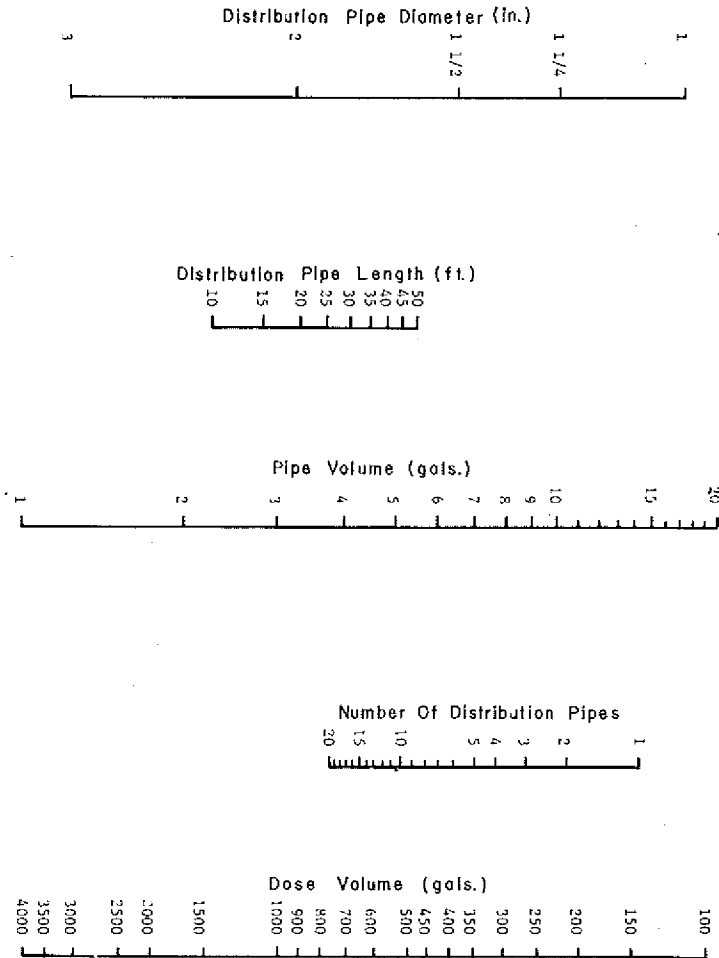 Distribution Pipe Diameter (in.)
3 2 1 1/2 1 1/4 1
Distribution Pipe Length (ft.)
10 15 20 25 30 35 40 45 50
Pipe Volume (gals.)
1 2 3 4 5 6 7 8 9 10 15 20
Number Of Distribution Pipes
20 15 10 5 4 3 2 1
Dose Volume (gals.)
4000 3500 3000 2500 2000 1500 1000 900 800 700 600 500 450 400 350 300 250 200 150 100